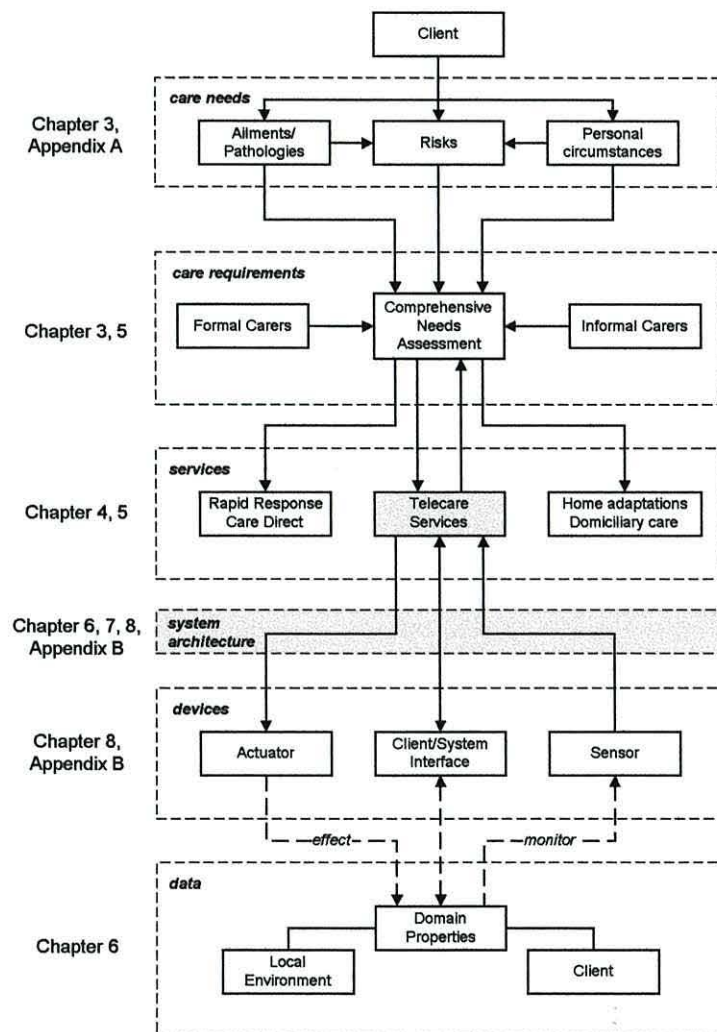 Client
care needs
Chapter 3,
Appendix A
Ailments/
Pathologies
Risks
Personal
circumstances
care requirements
Chapter 3, 5
Formal Carers
Comprehensive
Needs
Assessment
Informal Carers
services
Chapter 4, 5
Rapid Response
Care Direct
Telecare
Services
Home adaptations
Domiciliary care
Chapter 6, 7, 8,
Appendix B
system
architecture
devices
Chapter 8,
Appendix B
Actuator
Client/System
Interface
Sensor
effect
monitor
data
Chapter 6
Domain
Properties
Local
Environment
Client